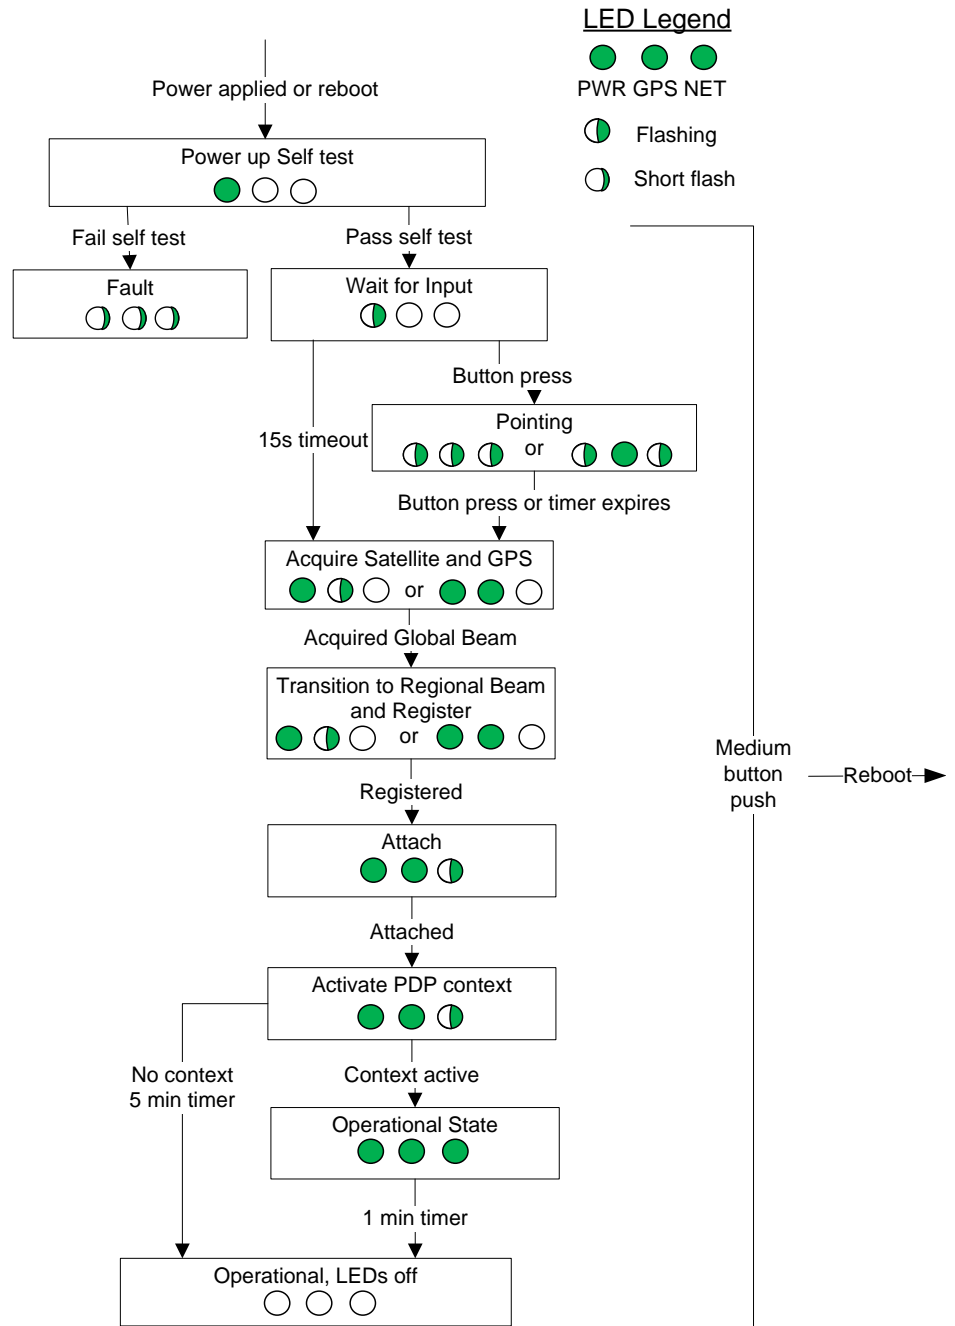 LED Legend
PWR GPS NET
Flashing
Short flash
Power applied or reboot
Power up Self test
Fail self test
Pass self test
Fault
Wait for Input
Button press
15s timeout
Pointing
or
Button press or timer expires
Acquire Satellite and GPS
or
Acquired Global Beam
Transition to Regional Beam
and Register
or
Registered
Attach
Attached
Activate PDP context
No context
5 min timer
Context active
Operational State
1 min timer
Operational, LEDs off
Medium
button
push
Reboot